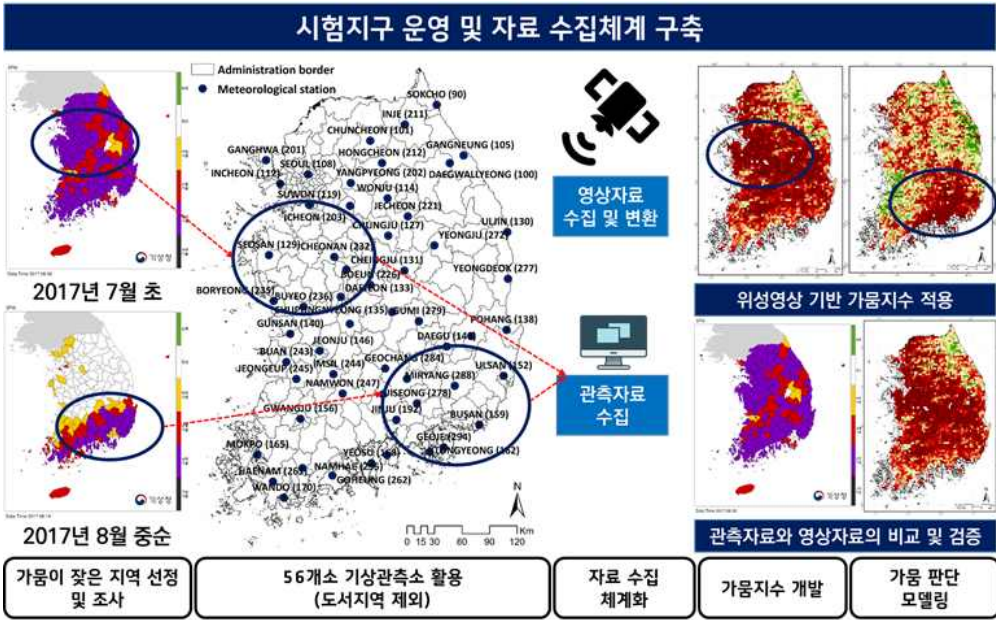 시험지구 운영 및 자료 수집체계 구축
Administration border
Meteorological station
SOKCHO (90)
INJE (211)
CHUNCHEON (101)
GANGNEUNG (105)
HONGCHEON (212)
GANGHWA (201)
SEOUL (108)
YANGPYEONG (202)
DAEGWALLYEONG (100)
INCHEON (112)
WONJU (114)
SUWON (119)
JECHEON (221)
ICHEON (203)
ULJIN (130)
CHUNGJU (127)
YEONGJU (272)
SEOSAN (129)
CHEONAN (232)
CHEINGJU (131)
YEONGDEOK (277)
BOEUN (226)
DAEJEON (133)
BORYEONG (235)
BUYEO (236)
CHUPUNGNYEONG (135)
GUMI (279)
POHANG (138)
GUNSAN (140)
JEONJU (146)
DAEGU
BUAN (243)
IMSIL (244)
GEOCHANG (284)
ULSAN (152)
JEONGEUP (245)
MIRYANG (288)
NAMWON (247)
UISEONG (278)
GWANGJU (156)
JINJU (192)
BUSAN (159)
MOKPO (165)
GEOJE (294)
YEOSU (168)
TONGYEONG (162)
HAENAM (261)
NAMHAE (295)
WANDO (170)
GOHEUNG (262)
N
0 15 30 60 90 120
Km
2017년 7월 초
기상청
2017년 8월 중순
기상청
영상자료
수집 및 변환
관측자료
수집
위성영상 기반 가뭄지수 적용
기상청
관측자료와 영상자료의 비교 및 검증
가뭄이 잦은 지역 선정
및 조사
56개소 기상관측소 활용
(도서지역 제외)
자료 수집
체계화
가뭄지수 개발
가뭄 판단
모델링